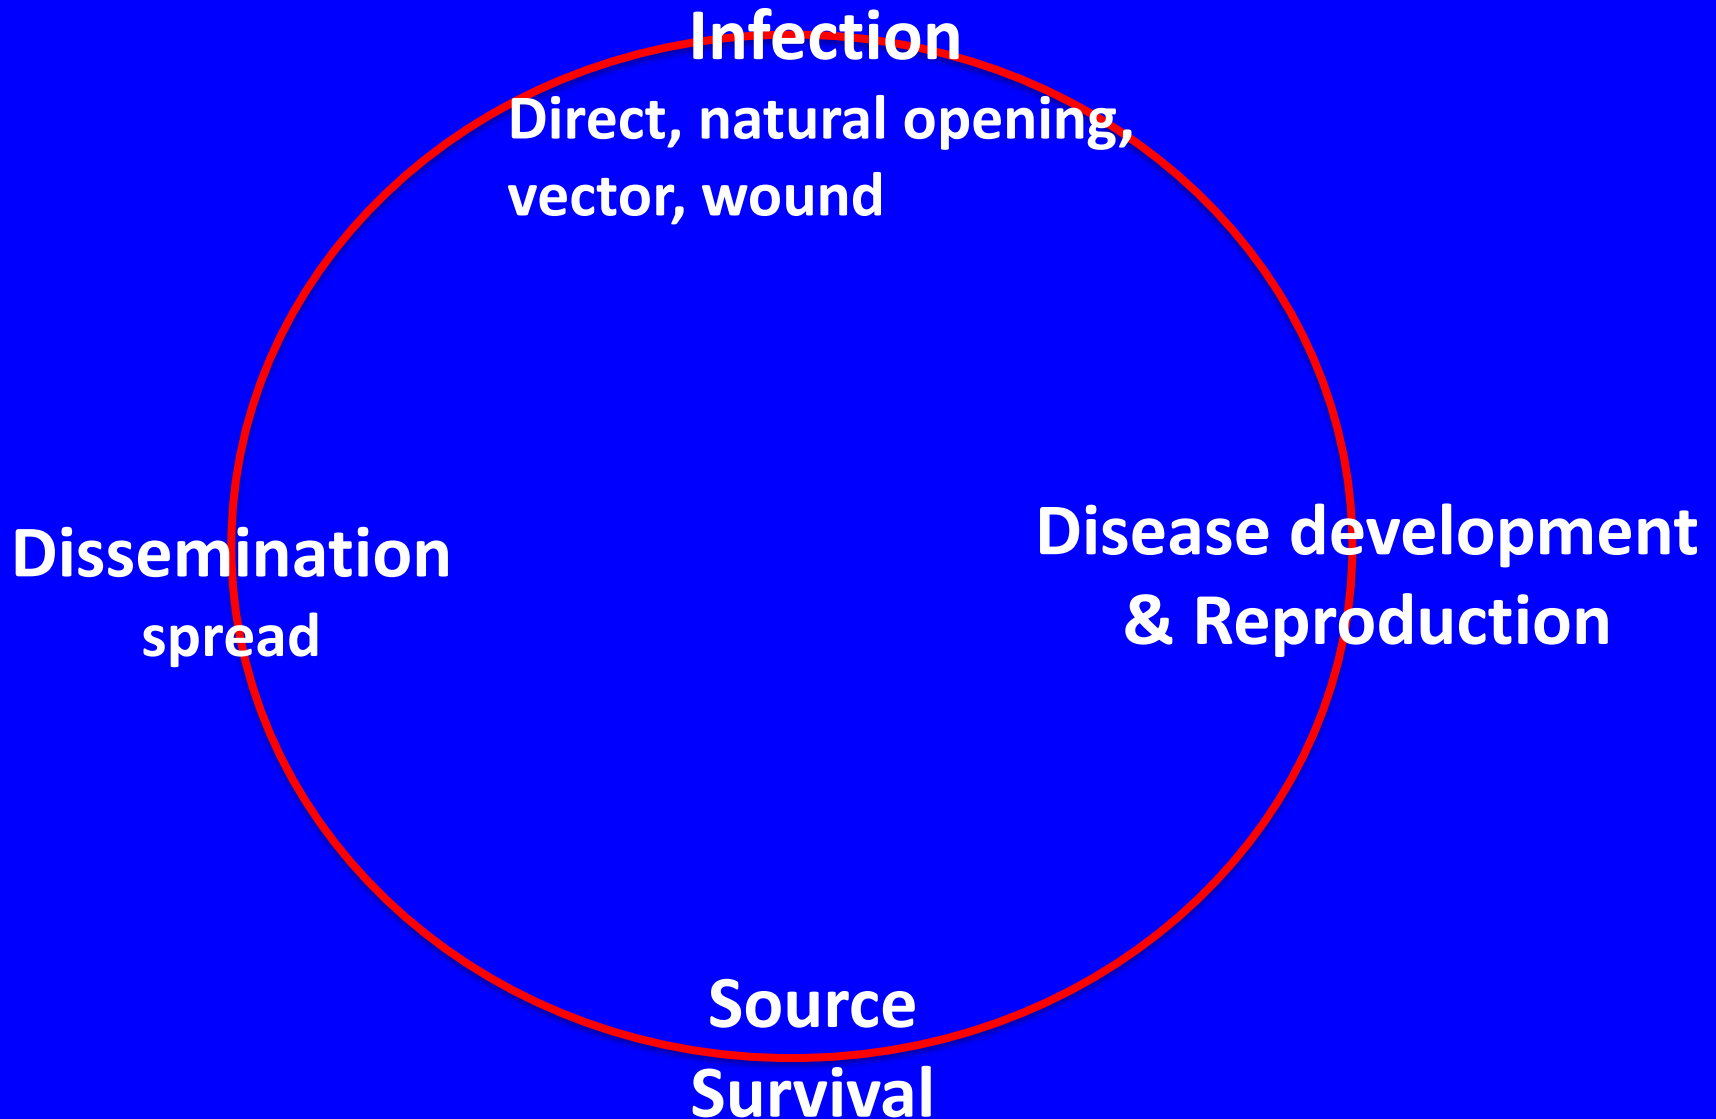 Infection
Direct, natural opening,
vector, wound
Disease development
& Reproduction
Dissemination
spread
Source
Survival